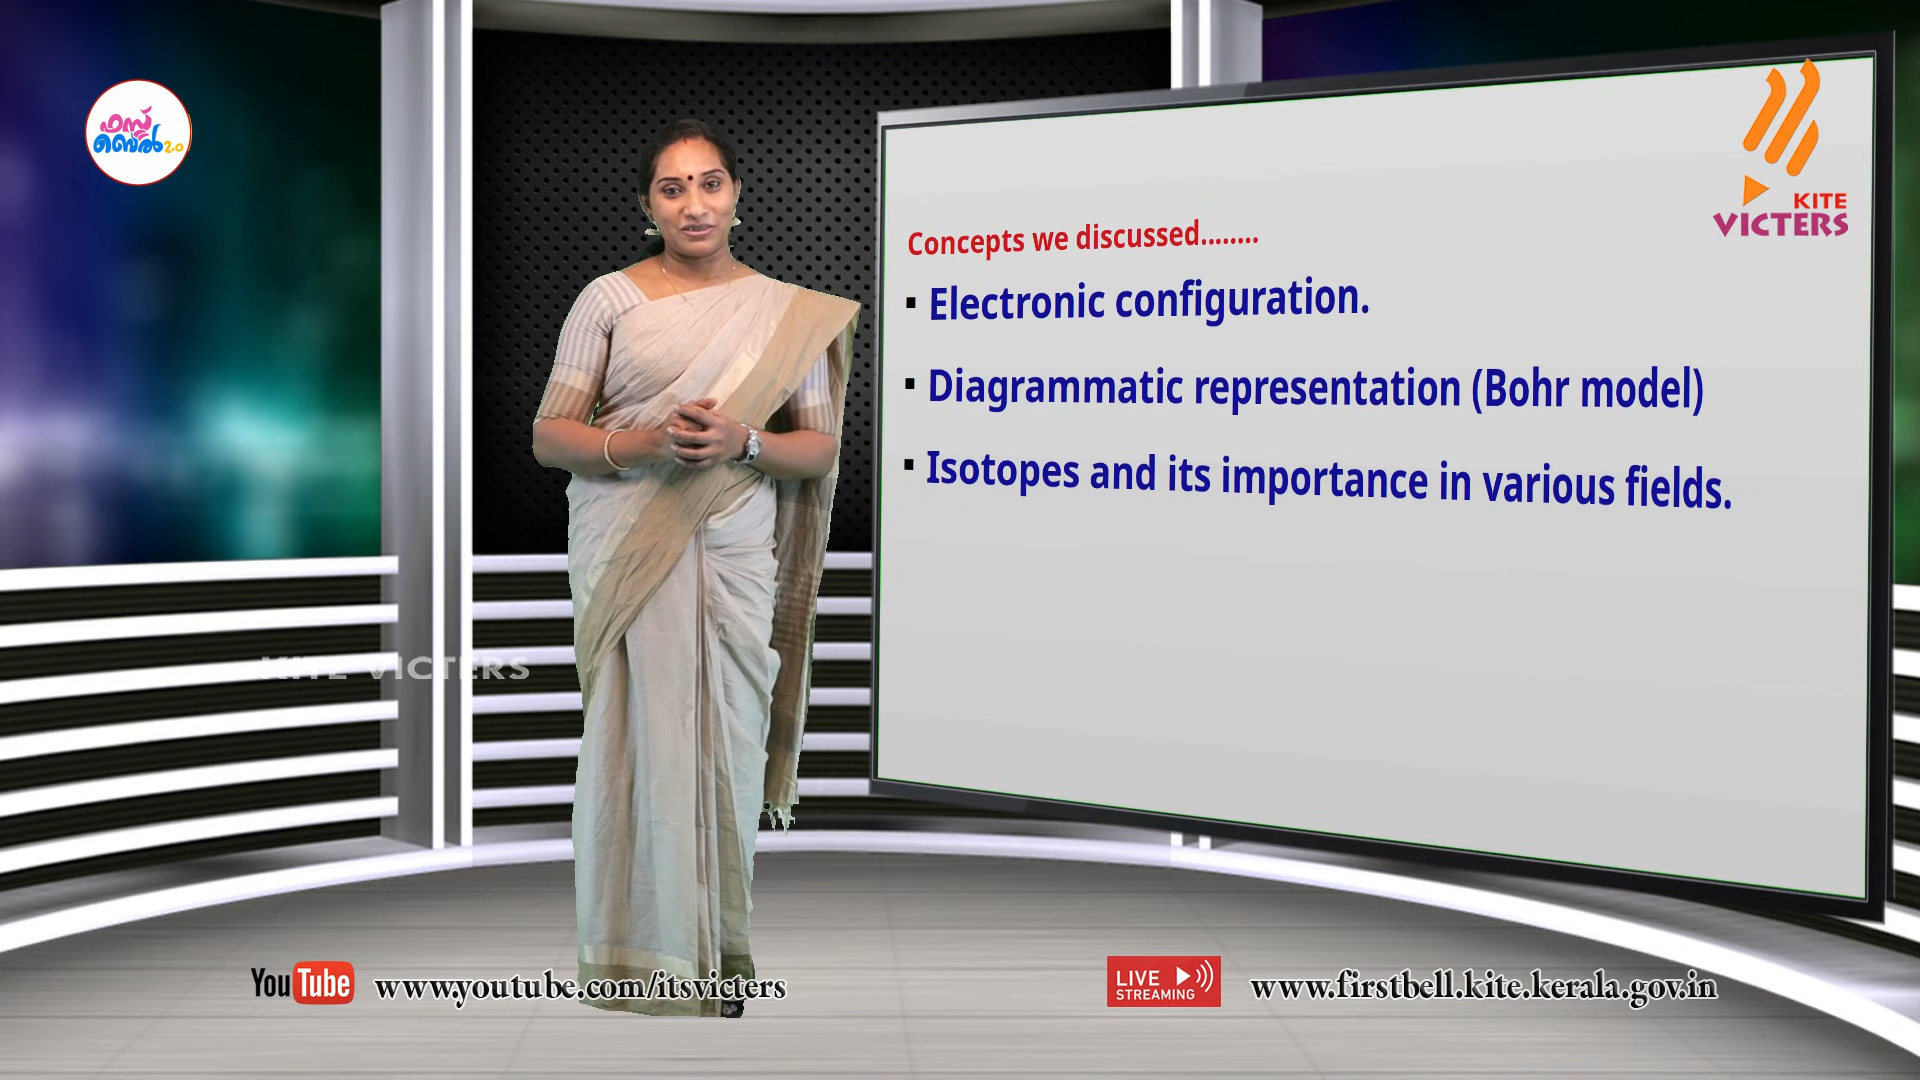 ഫസ്റ്റ്
ബെൽ 2.0
KITE
VICTERS
Concepts we discussed........
▪ Electronic configuration.
▪ Diagrammatic representation (Bohr model)
▪ Isotopes and its importance in various fields.
KITE VICTERS
YouTube www.youtube.com/itsvicters
LIVE STREAMING www.firstbell.kite.kerala.gov.in